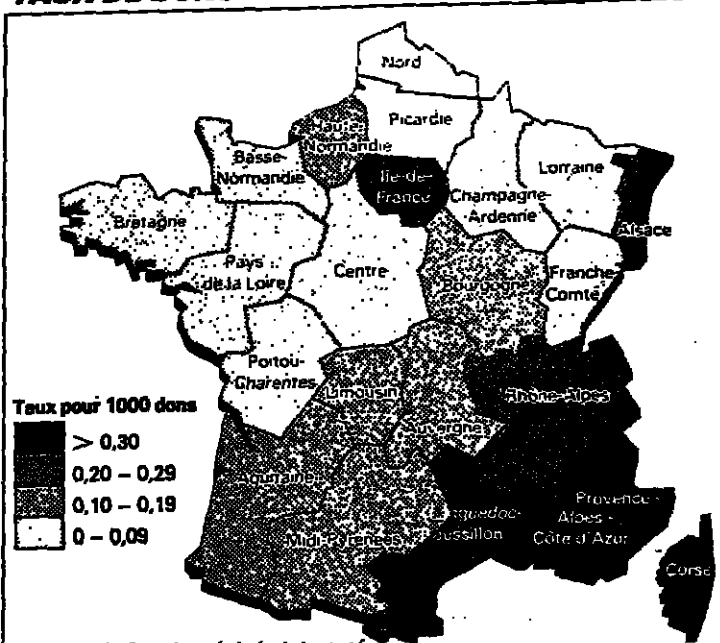 Nord
Picardie
Haute-
Normandie
Basse-
Normandie
Ile-de-
France
Champagne-
Ardenne
Lorraine
Alsace
Bretagne
Pays
de la Loire
Centre
Bourgogne
Franche
Comté
Poitou-
Charentes
Limousin
Auvergne
Rhône-Alpes
Aquitaine
Midi-Pyrénées
Languedoc-
Roussillon
Provence -
Alpes -
Côte d'Azur
Corse
Taux pour 1000 dons
> 0,30
0,20 – 0,29
0,10 – 0,19
0 – 0,09